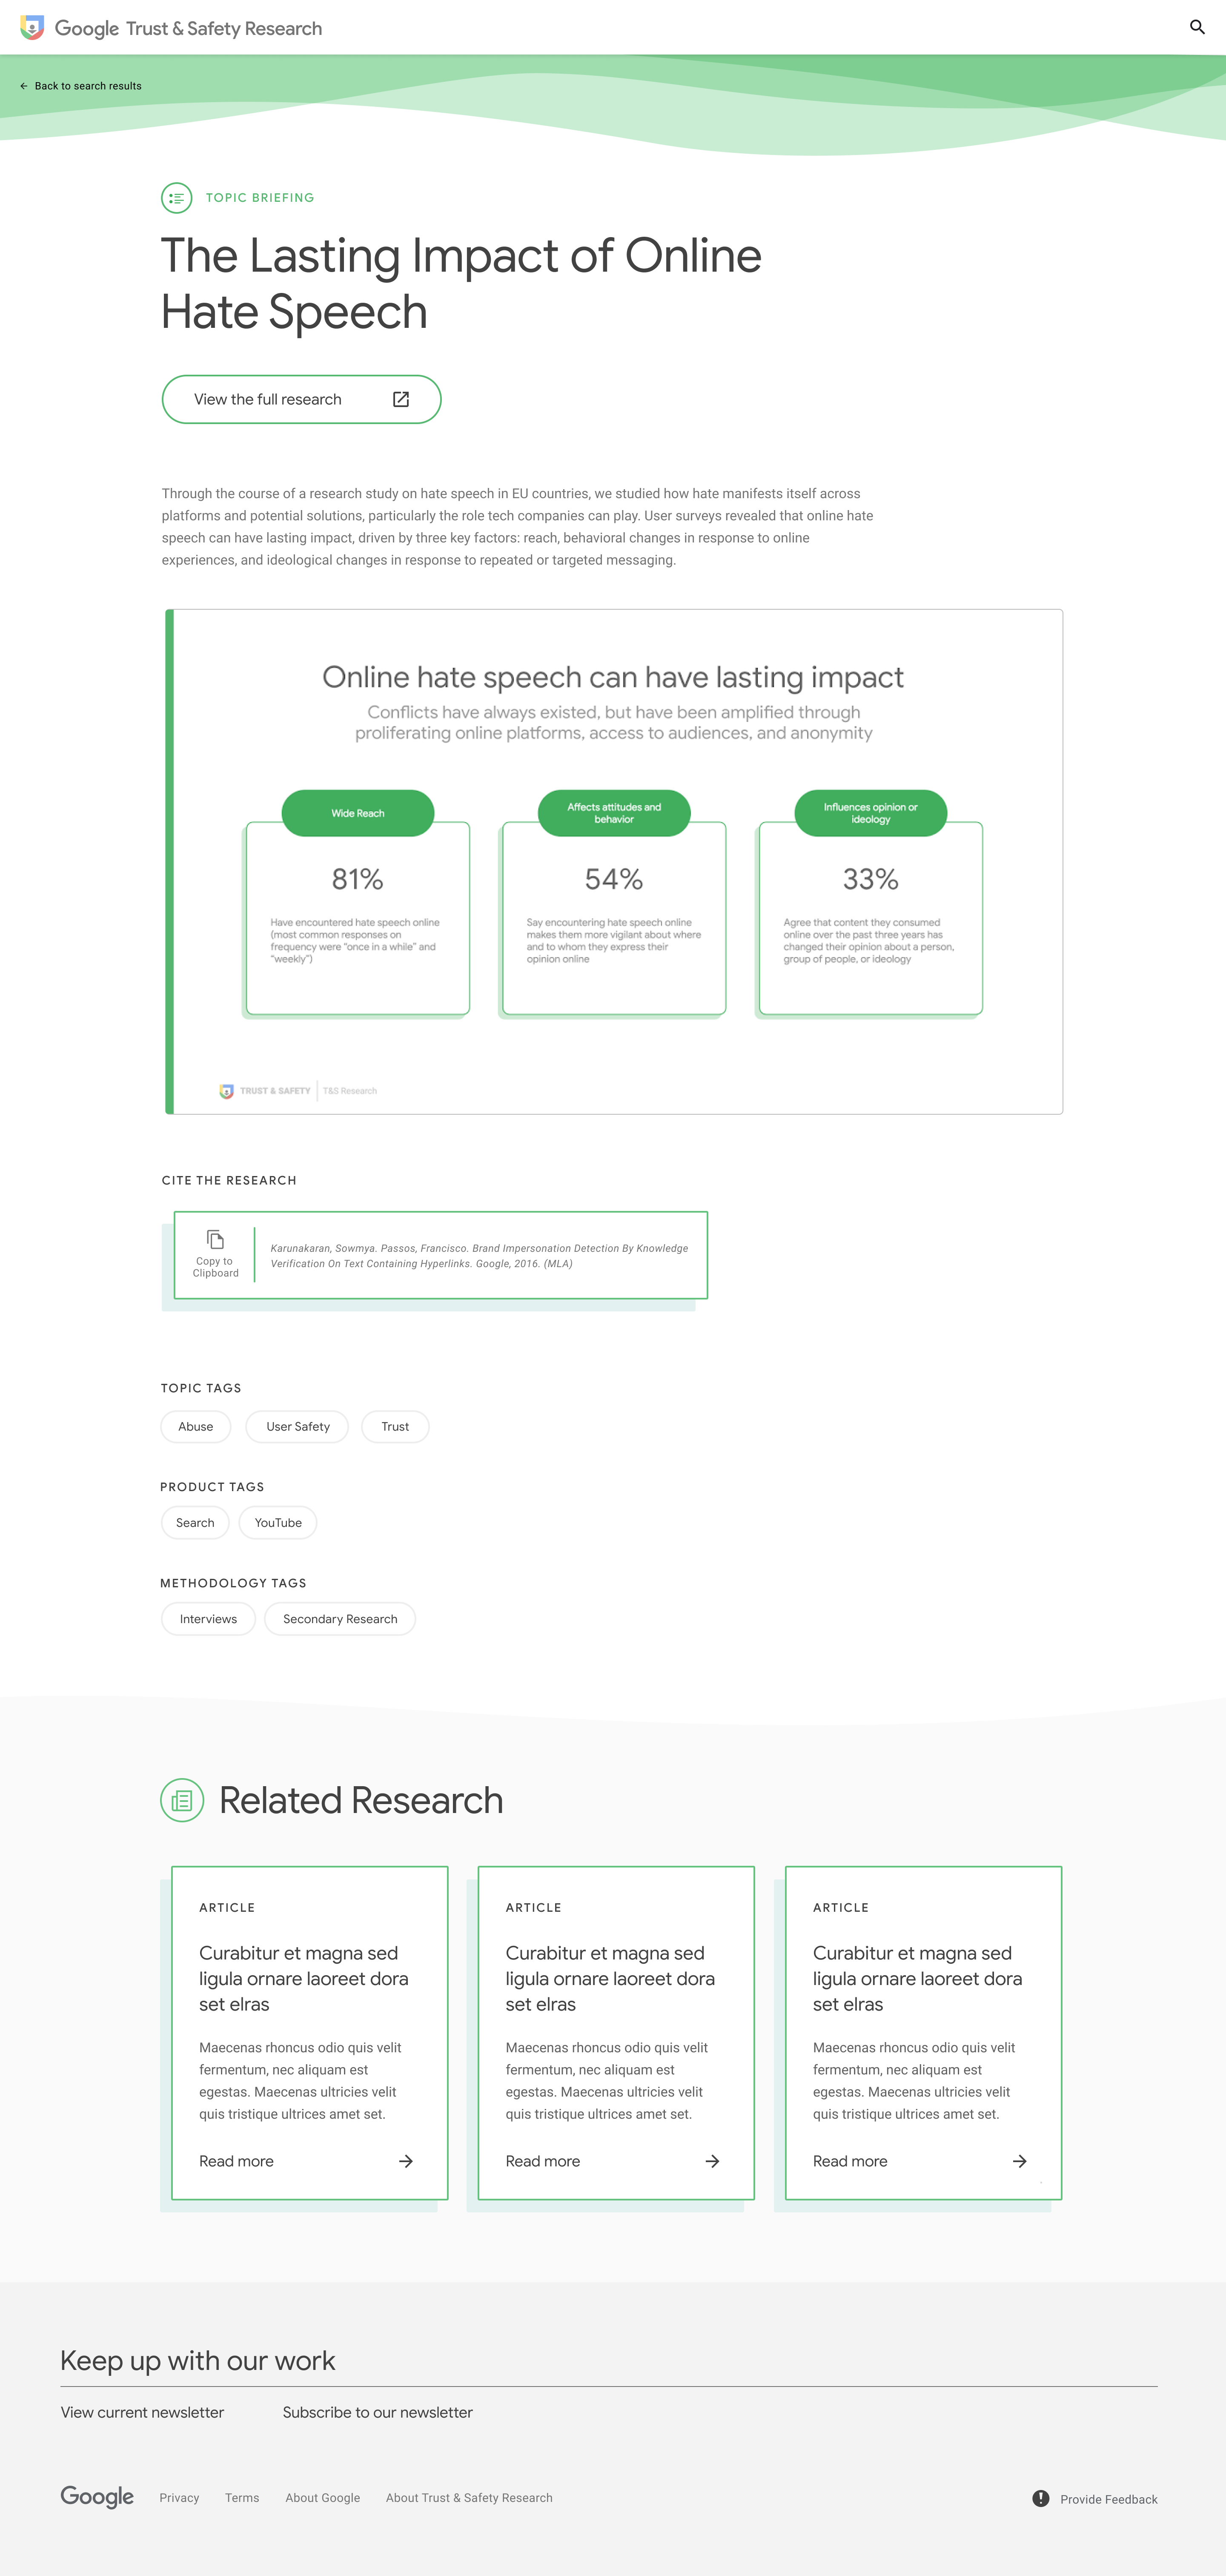 Google Trust & Safety Research
Back to search results
TOPIC BRIEFING
The Lasting Impact of Online
Hate Speech
View the full research
Through the course of a research study on hate speech in EU countries, we studied how hate manifests itself across
platforms and potential solutions, particularly the role tech companies can play. User surveys revealed that online hate
speech can have lasting impact, driven by three key factors: reach, behavioral changes in response to online
experiences, and ideological changes in response to repeated or targeted messaging.
Online hate speech can have lasting impact
Conflicts have always existed, but have been amplified through
proliferating online platforms, access to audiences, and anonymity
Wide Reach
81%
Have encountered hate speech online
(most common responses on
frequency were "once in a while" and
"weekly")
Affects attitudes and
behavior
54%
Say encountering hate speech online
makes them more vigilant about where
and to whom they express their
opinion online
Influences opinion or
ideology
33%
Agree that content they consumed
online over the past three years has
changed their opinion about a person,
group of people, or ideology
TRUST & SAFETY T&S Research
CITE THE RESEARCH
Copy to
Clipboard
Karunakaran, Sowmya. Passos, Francisco. Brand Impersonation Detection By Knowledge
Verification On Text Containing Hyperlinks. Google, 2016. (MLA)
TOPIC TAGS
Abuse User Safety Trust
PRODUCT TAGS
Search YouTube
METHODOLOGY TAGS
Interviews Secondary Research
Related Research
ARTICLE
Curabitur et magna sed
ligula ornare laoreet dora
set elras
Maecenas rhoncus odio quis velit
fermentum, nec aliquam est
egestas. Maecenas ultricies velit
quis tristique ultrices amet set.
Read more
ARTICLE
Curabitur et magna sed
ligula ornare laoreet dora
set elras
Maecenas rhoncus odio quis velit
fermentum, nec aliquam est
egestas. Maecenas ultricies velit
quis tristique ultrices amet set.
Read more
ARTICLE
Curabitur et magna sed
ligula ornare laoreet dora
set elras
Maecenas rhoncus odio quis velit
fermentum, nec aliquam est
egestas. Maecenas ultricies velit
quis tristique ultrices amet set.
Read more
Keep up with our work
View current newsletter Subscribe to our newsletter
Google Privacy Terms About Google About Trust & Safety Research Provide Feedback